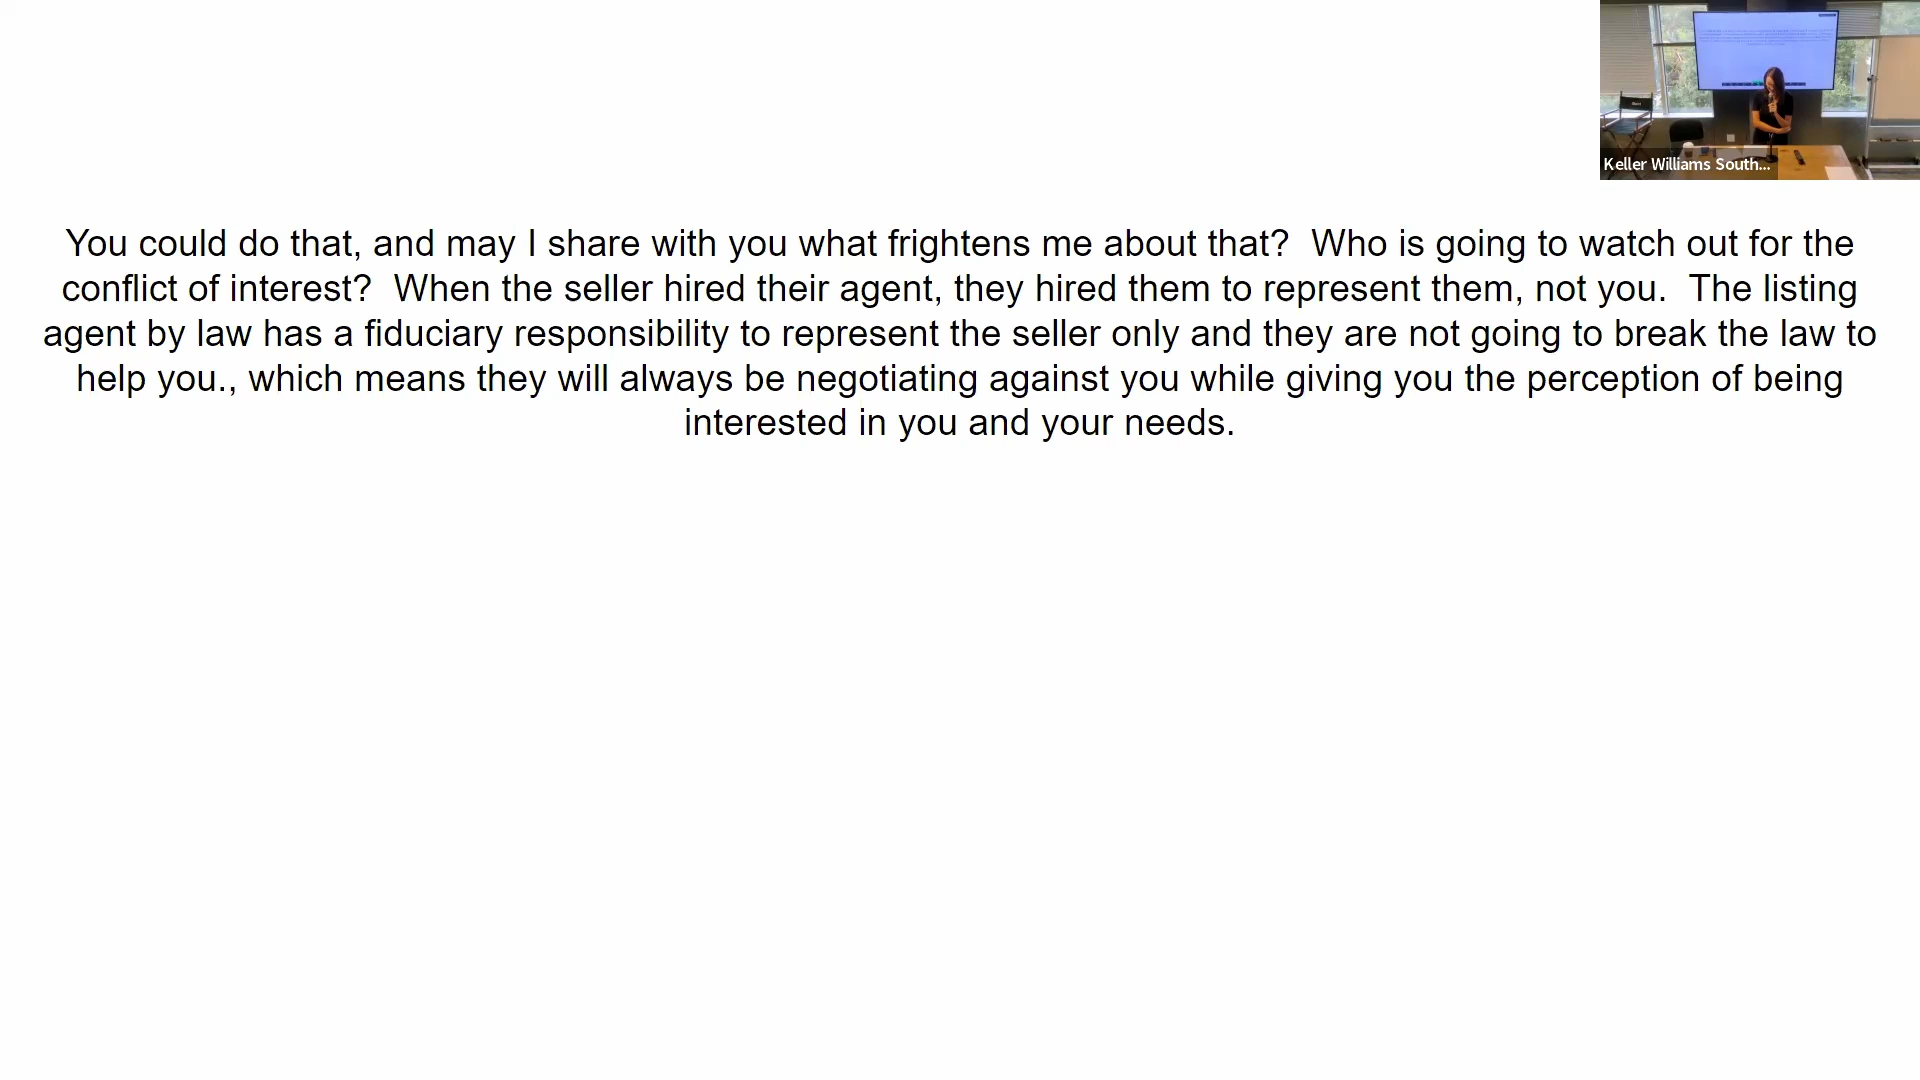 Keller Williams South...
You could do that, and may I share with you what frightens me about that?  Who is going to watch out for the
conflict of interest?  When the seller hired their agent, they hired them to represent them, not you.  The listing
agent by law has a fiduciary responsibility to represent the seller only and they are not going to break the law to
help you., which means they will always be negotiating against you while giving you the perception of being
interested in you and your needs.